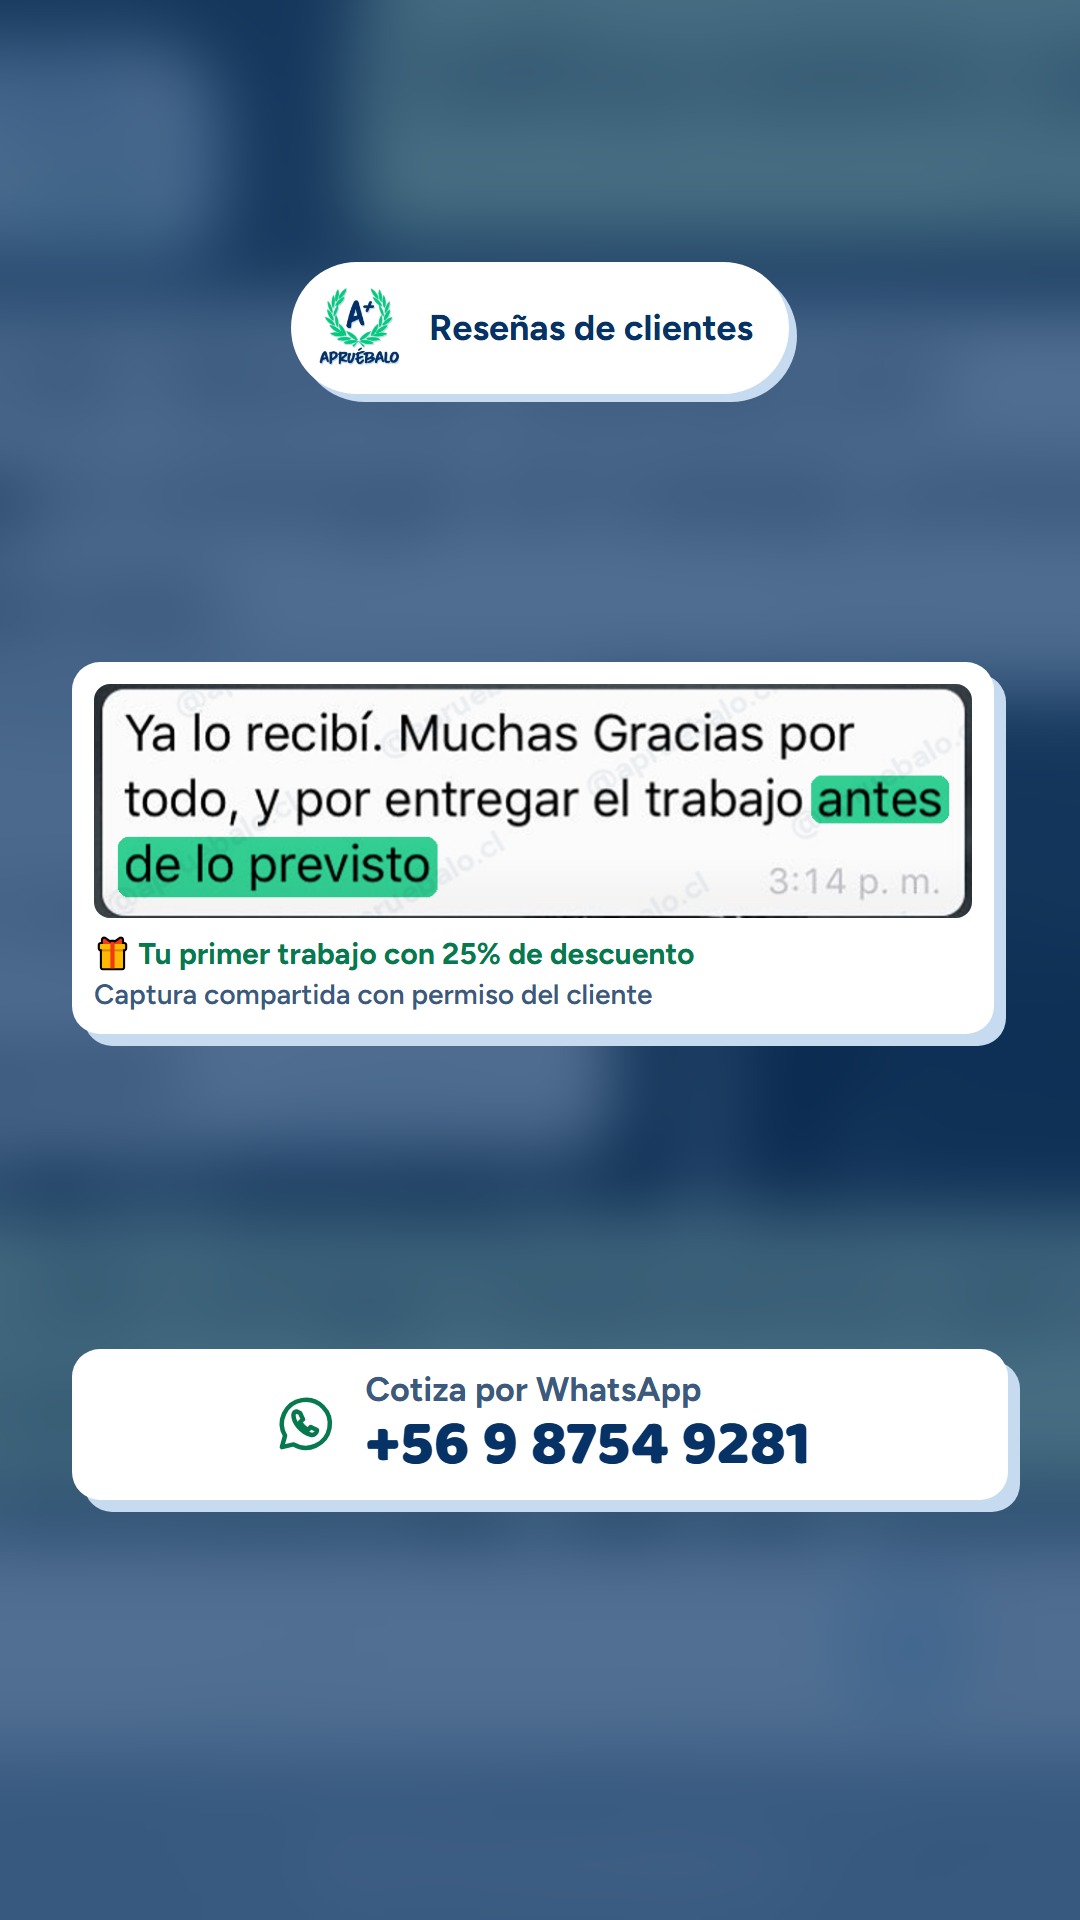 A+
APRUÉBALO
Reseñas de clientes
Ya lo recibí. Muchas Gracias por
todo, y por entregar el trabajo antes
de lo previsto
3:14 p. m.
Tu primer trabajo con 25% de descuento
Captura compartida con permiso del cliente
Cotiza por WhatsApp
+56 9 8754 9281